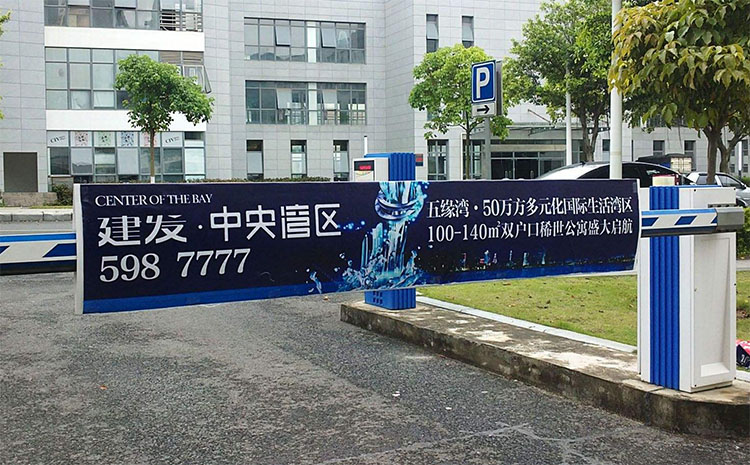 P
CENTER OF THE BAY
建发·中央湾区
598 7777
五缘湾·50万方多元化国际生活湾区
100-140㎡双户口稀世公寓盛大启航